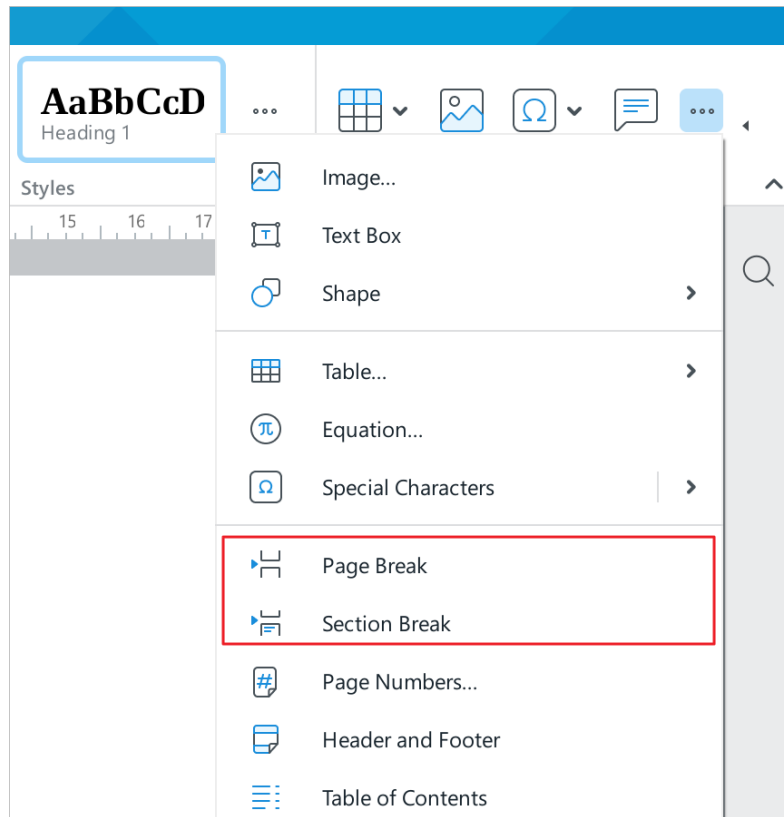 AaBbCcD
Heading 1
Styles
15 16 17
Image...
Text Box
Shape
Table...
Equation...
Special Characters
Page Break
Section Break
Page Numbers...
Header and Footer
Table of Contents